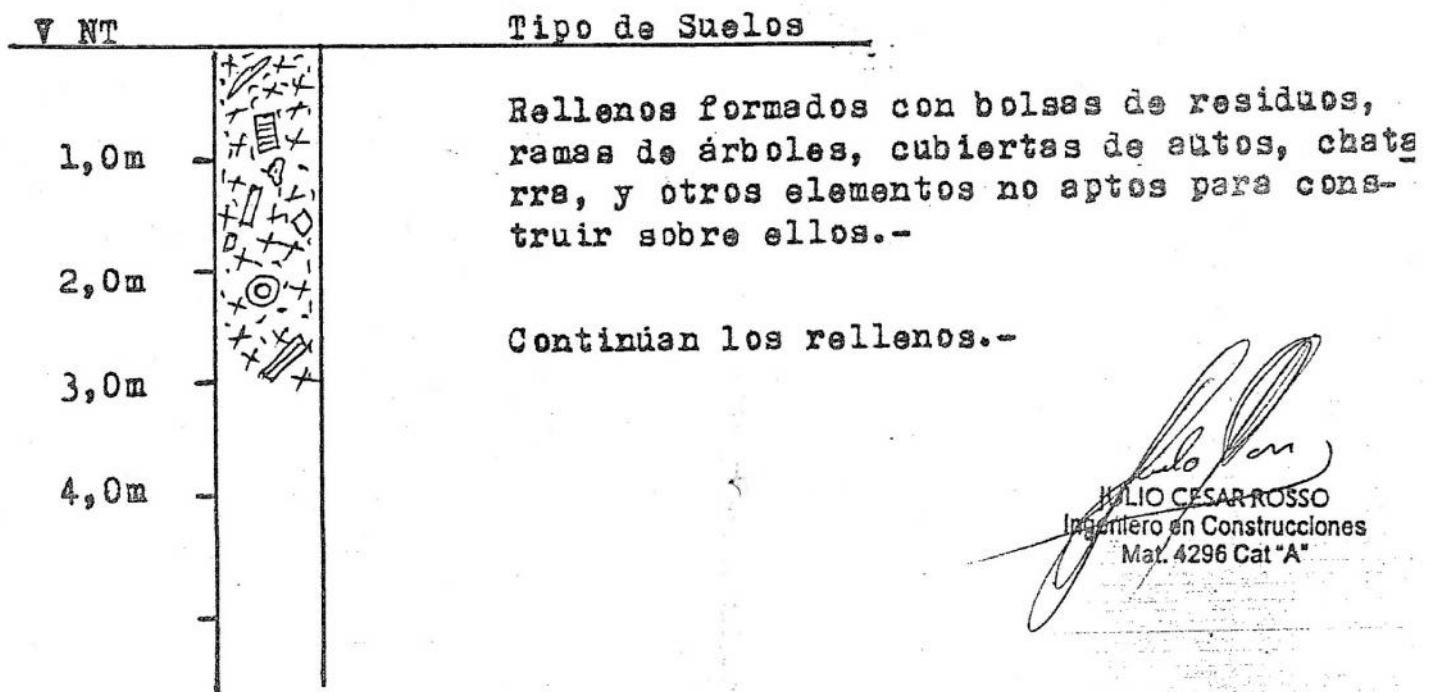 ∇ NT Tipo de Suelos
Rellenos formados con bolsas de residuos,
1,0m ramas de árboles, cubiertas de autos, chata
rra, y otros elementos no aptos para cons-
truir sobre ellos.-
2,0m
Continúan los rellenos.-
3,0m
4,0m
JULIO CESAR ROSSO
Ingeniero en Construcciones
Mat. 4296 Cat "A"